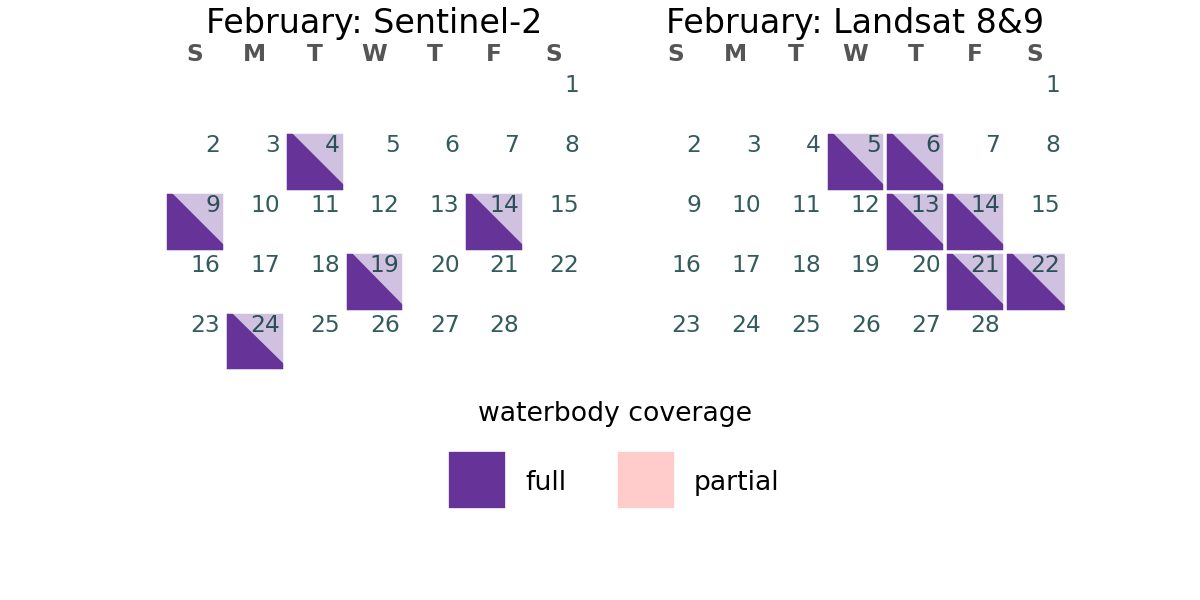 February: Sentinel-2
S M T W T F S
1
2 3 4 5 6 7 8
9 10 11 12 13 14 15
16 17 18 19 20 21 22
23 24 25 26 27 28
February: Landsat 8&9
S M T W T F S
1
2 3 4 5 6 7 8
9 10 11 12 13 14 15
16 17 18 19 20 21 22
23 24 25 26 27 28
waterbody coverage
full
partial